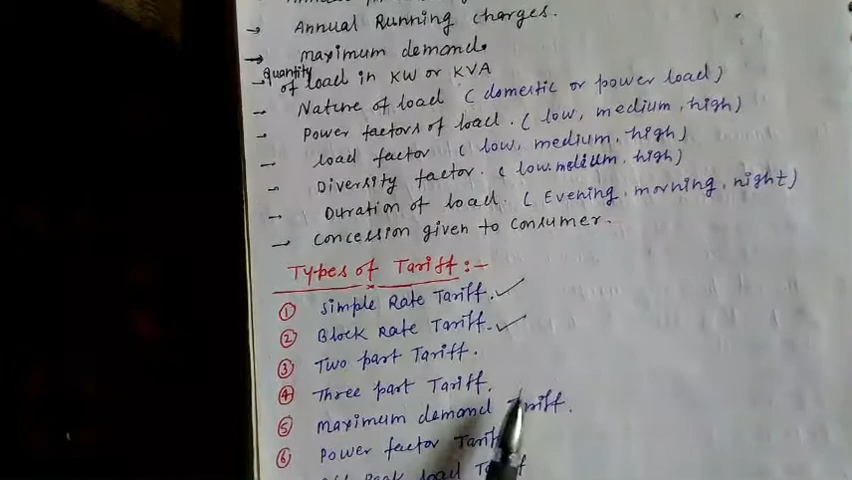 → Annual Running charges.
→ maximum demand.
quantity
- of load in KW or KVA
- Nature of load ( domestic or power load)
- Power factors of load. ( low, medium, high)
- load factor ( low, medium, high)
- Diversity factor. ( low. medium, high)
→ Duration of load. ( Evening, morning, night)
→ Concession given to consumer.
Types of Tariff :-
① Simple Rate Tariff. ✓
② Block Rate Tariff. ✓
③ Two part Tariff.
④ Three part Tariff.
⑤ maximum demand Tariff.
⑥ Power factor Tariff
Peak load